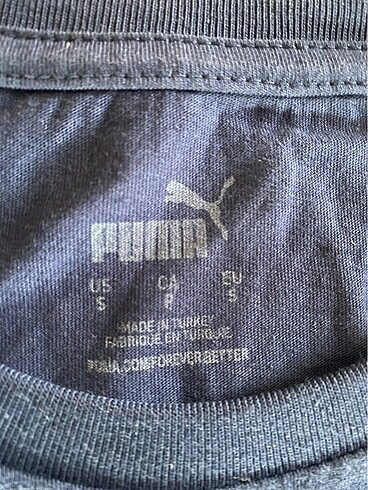 PUMA
US CA EU
S P S
MADE IN TURKEY
FABRIQUÉ EN TURQUIE
PUMA.COM/FOREVERBETTER